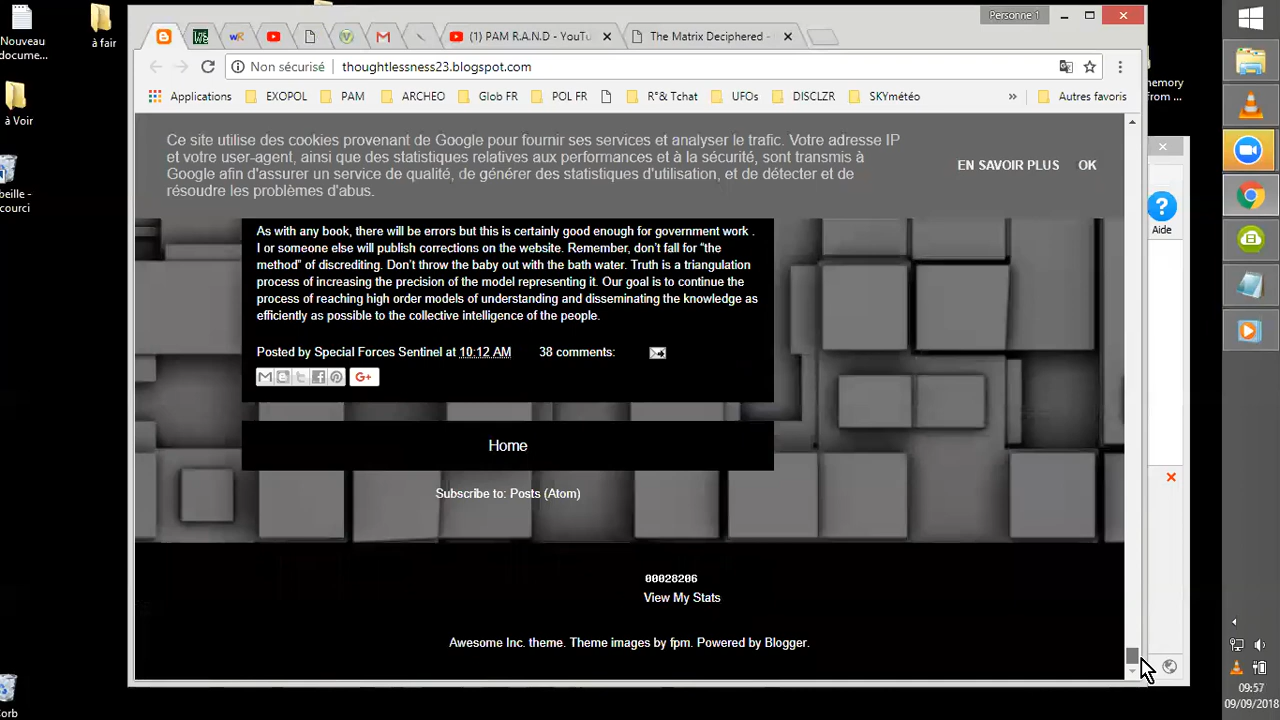 Nouveau
docume...
à fair
à Voir
beille -
courci
Corb
Personne 1
(1) PAM R.A.N.D - YouTu
The Matrix Deciphered -
Non sécurisé
thoughtlessness23.blogspot.com
Applications
EXOPOL
PAM
ARCHEO
Glob FR
POL FR
R°& Tchat
UFOs
DISCLZR
SKYmétéo
»
Autres favoris
Ce site utilise des cookies provenant de Google pour fournir ses services et analyser le trafic. Votre adresse IP
et votre user-agent, ainsi que des statistiques relatives aux performances et à la sécurité, sont transmis à
Google afin d'assurer un service de qualité, de générer des statistiques d'utilisation, et de détecter et de
résoudre les problèmes d'abus.
EN SAVOIR PLUS
OK
As with any book, there will be errors but this is certainly good enough for government work .
I or someone else will publish corrections on the website. Remember, don't fall for “the
method” of discrediting. Don't throw the baby out with the bath water. Truth is a triangulation
process of increasing the precision of the model representing it. Our goal is to continue the
process of reaching high order models of understanding and disseminating the knowledge as
efficiently as possible to the collective intelligence of the people.
Posted by Special Forces Sentinel at 10:12 AM
38 comments:
G+
Home
Subscribe to: Posts (Atom)
00028206
View My Stats
Awesome Inc. theme. Theme images by fpm. Powered by Blogger.
memory
from ...
?
Aide
09:57
09/09/2018